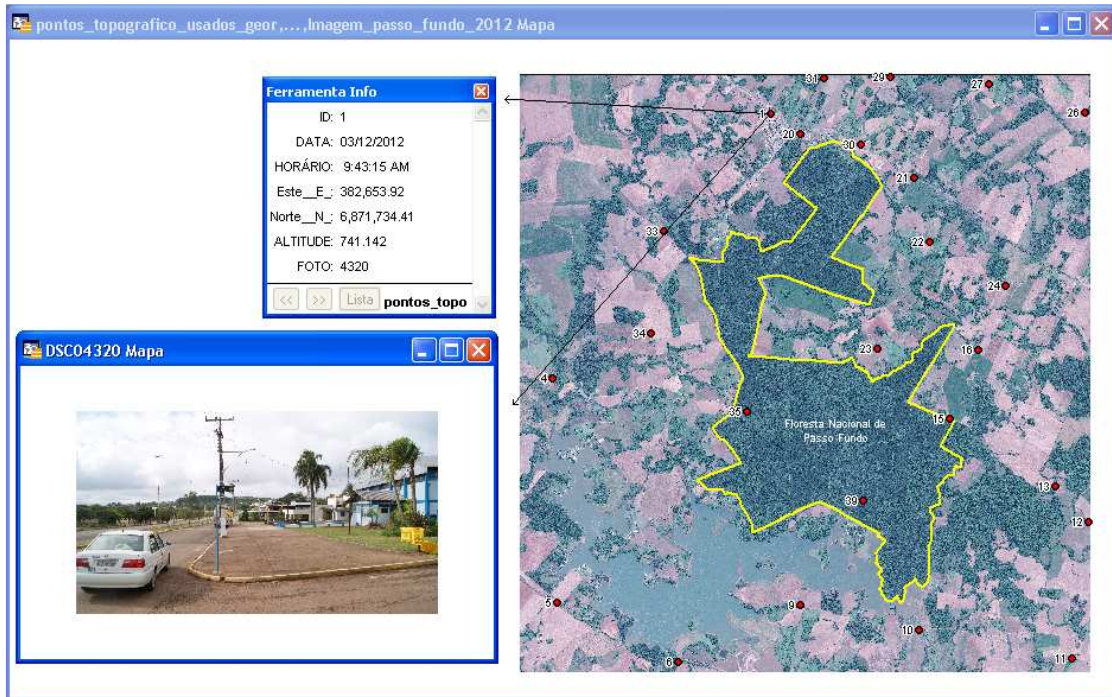 pontos_topografico_usados_geor,...,Imagem_passo_fundo_2012 Mapa
Ferramenta Info
ID: 1
DATA: 03/12/2012
HORÁRIO: 9:43:15 AM
Este__E_: 382,653.92
Norte__N_: 6,871,734.41
ALTITUDE: 741.142
FOTO: 4320
<< >> Lista pontos_topo
DSC04320 Mapa
31
29
27
26
1
20
30
21
33
22
24
34
23
16
4
35
15
Floresta Nacional de
Passo Fundo
39
13
12
5
9
10
6
11